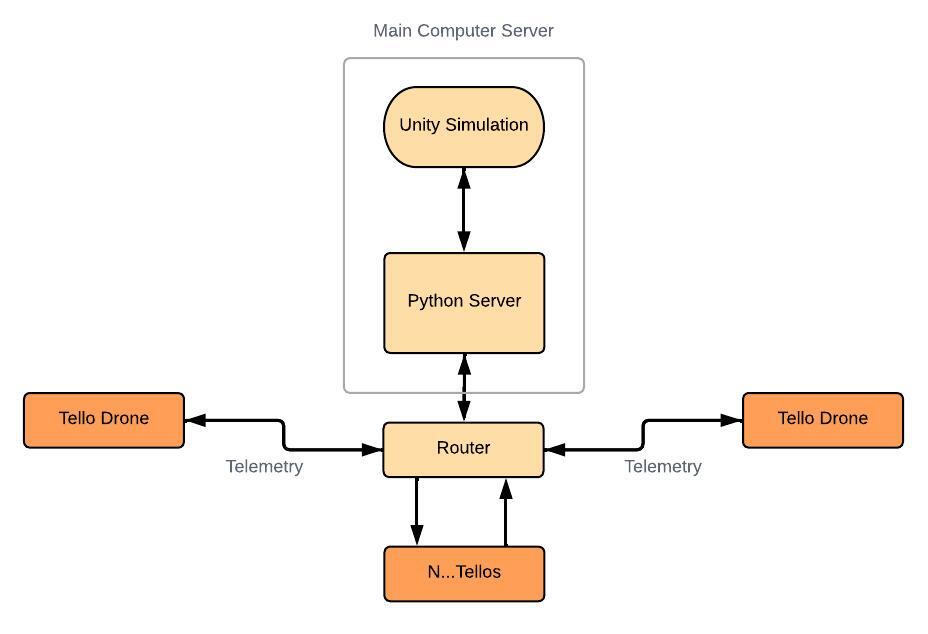 Main Computer Server
Unity Simulation
Python Server
Tello Drone
Tello Drone
Router
Telemetry
Telemetry
N...Tellos